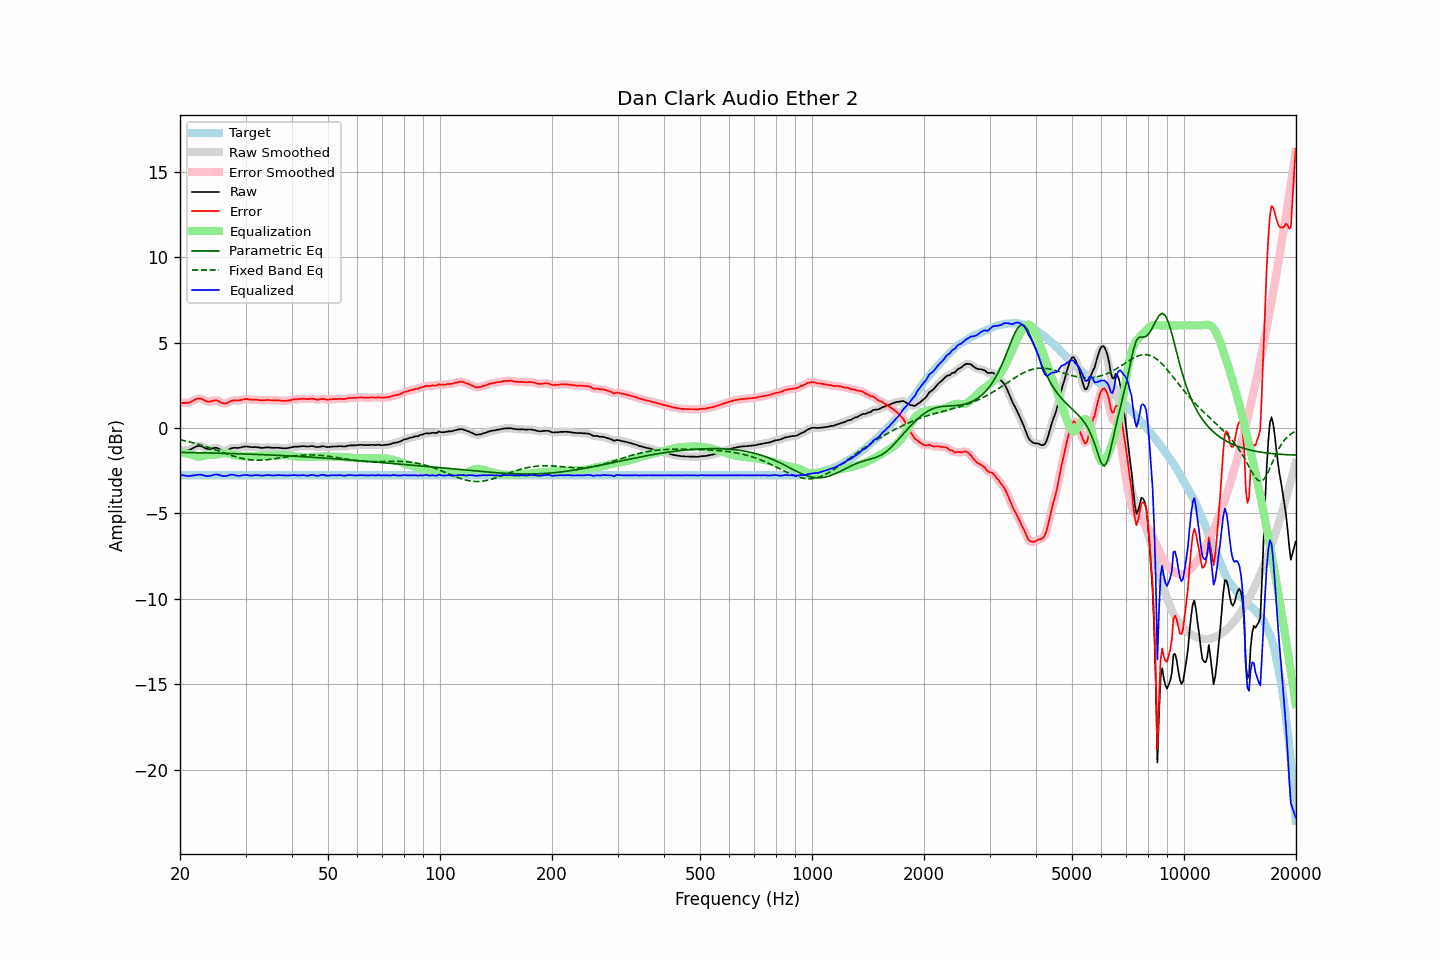 Dan Clark Audio Ether 2
Target
Raw Smoothed
Error Smoothed
Raw
Error
Equalization
Parametric Eq
Fixed Band Eq
Equalized
15
10
5
0
−5
−10
−15
−20
Amplitude (dBr)
20 50 100 200 500 1000 2000 5000 10000 20000
Frequency (Hz)